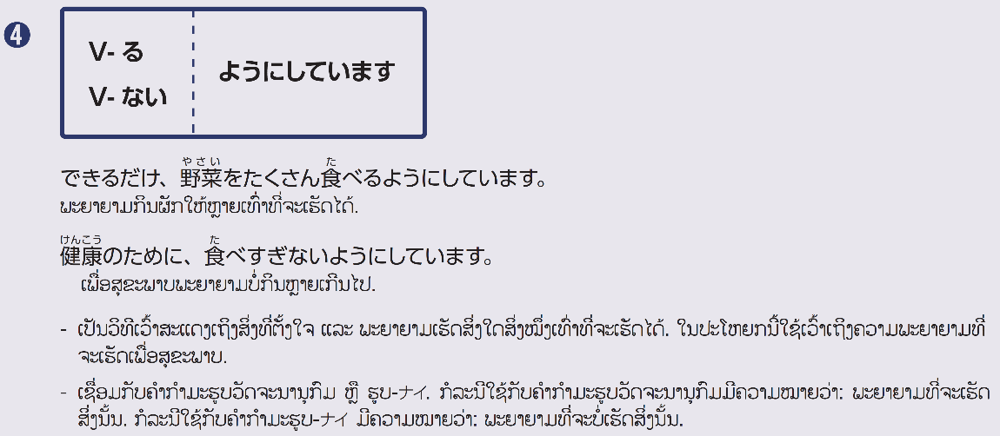 4
V- る
V- ない
ようにしています
できるだけ、野菜をたくさん食べるようにしています。
やさい た
ພະຍາຍາມກິນຜັກໃຫ້ຫຼາຍເທົ່າທີ່ຈະເຮັດໄດ້.
健康のために、食べすぎないようにしています。
けんこう た
ເພື່ອສຸຂະພາບພະຍາຍາມບໍ່ກິນຫຼາຍເກີນໄປ.
- ເປັນວິທີເວົ້າສະແດງເຖິງສິ່ງທີ່ຕັ້ງໃຈ ແລະ ພະຍາຍາມເຮັດສິ່ງໃດສິ່ງໜຶ່ງເທົ່າທີ່ຈະເຮັດໄດ້. ໃນປະໂຫຍກນີ້ໃຊ້ເວົ້າເຖິງຄວາມພະຍາຍາມທີ່
ຈະເຮັດເພື່ອສຸຂະພາບ.
- ເຊື່ອມກັບຄໍາກໍາມະຮູບວັດຈະນານຸກົມ ຫຼື ຮູບ-ナイ. ກໍລະນີໃຊ້ກັບຄໍາກໍາມະຮູບວັດຈະນານຸກົມມີຄວາມໝາຍວ່າ: ພະຍາຍາມທີ່ຈະເຮັດ
ສິ່ງນັ້ນ. ກໍລະນີໃຊ້ກັບຄໍາກໍາມະຮູບ-ナイ ມີຄວາມໝາຍວ່າ: ພະຍາຍາມທີ່ຈະບໍ່ເຮັດສິ່ງນັ້ນ.